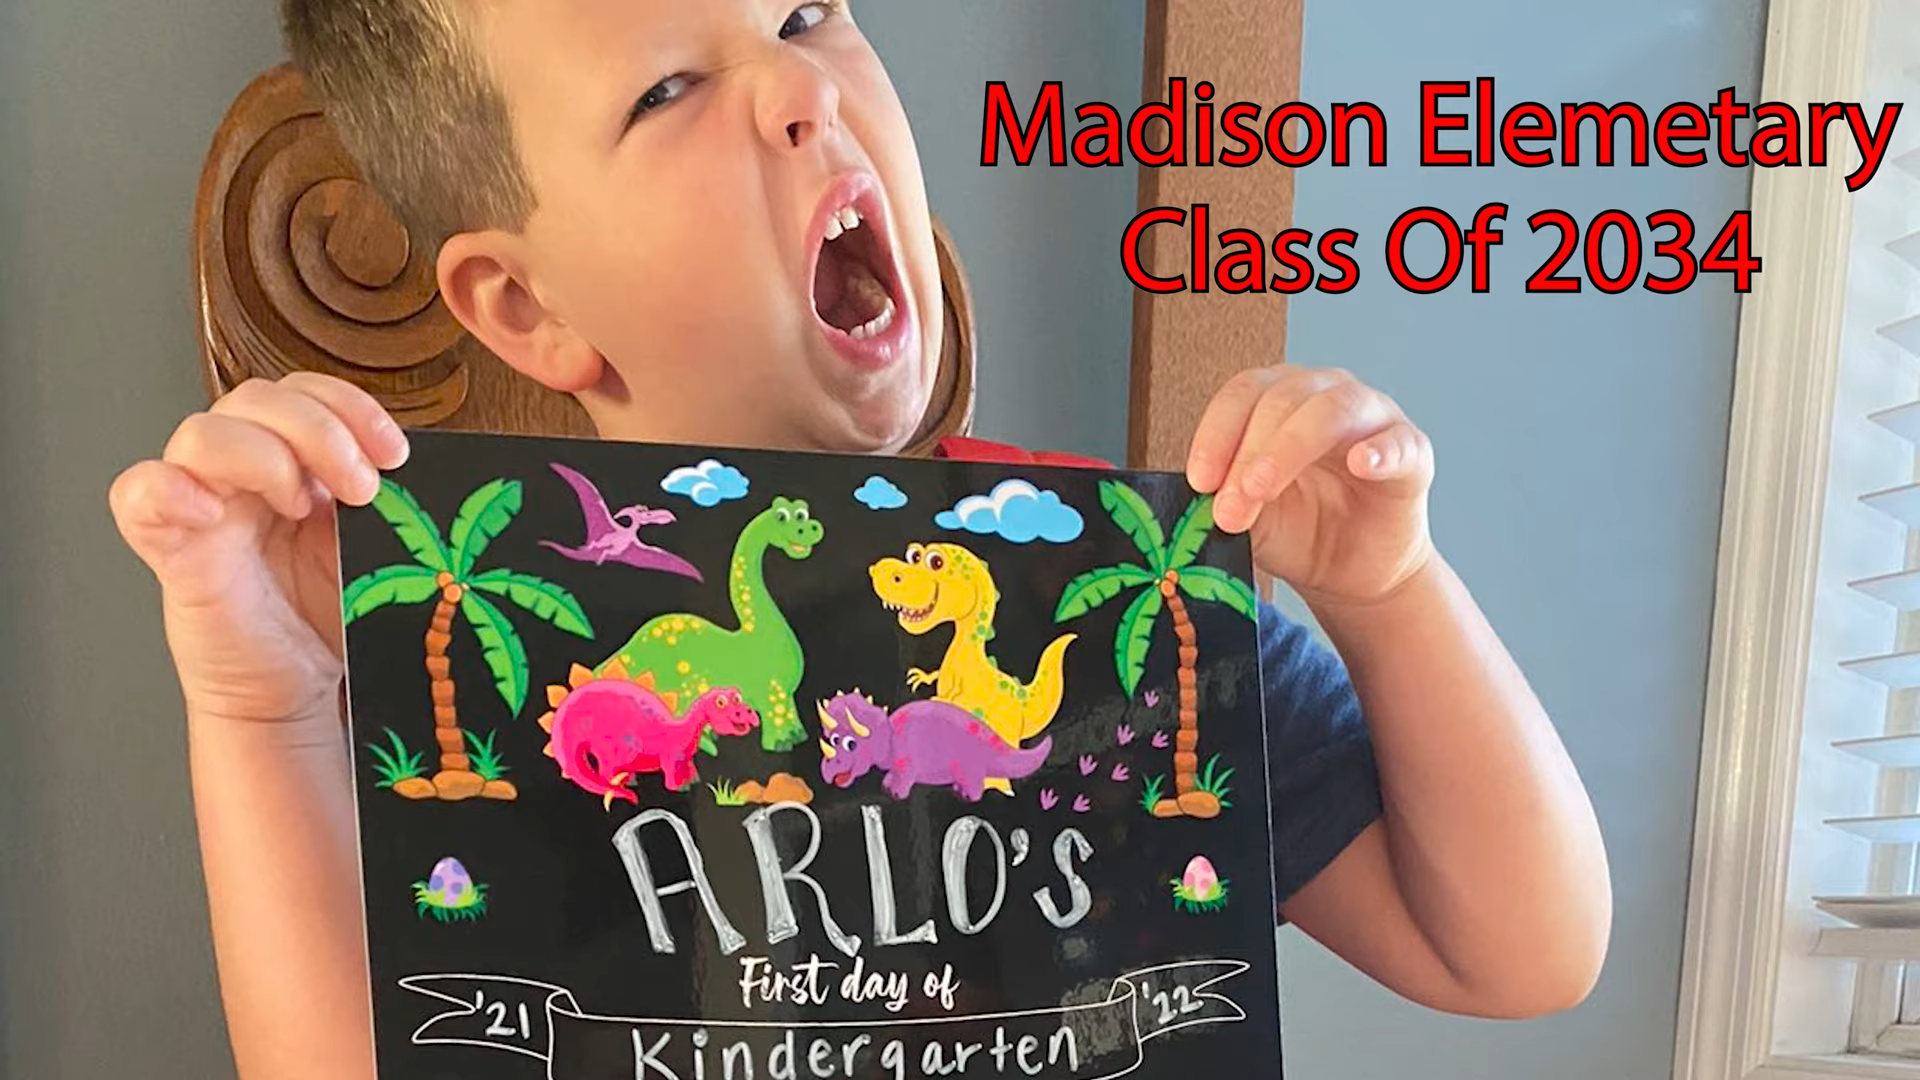 Madison Elemetary
Class Of 2034
ARLO'S
First day of
'21 '22
Kindergarten